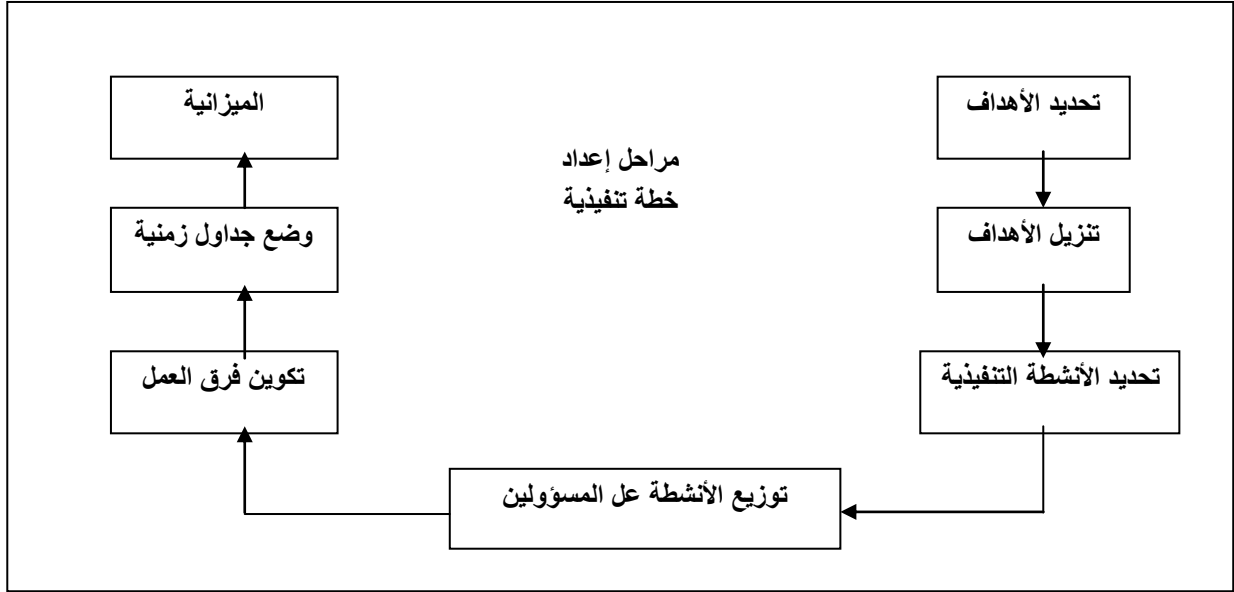 مراحل إعداد
خطة تنفيذية
تحديد الأهداف
تنزيل الأهداف
تحديد الأنشطة التنفيذية
توزيع الأنشطة عل المسؤولين
تكوين فرق العمل
وضع جداول زمنية
الميزانية